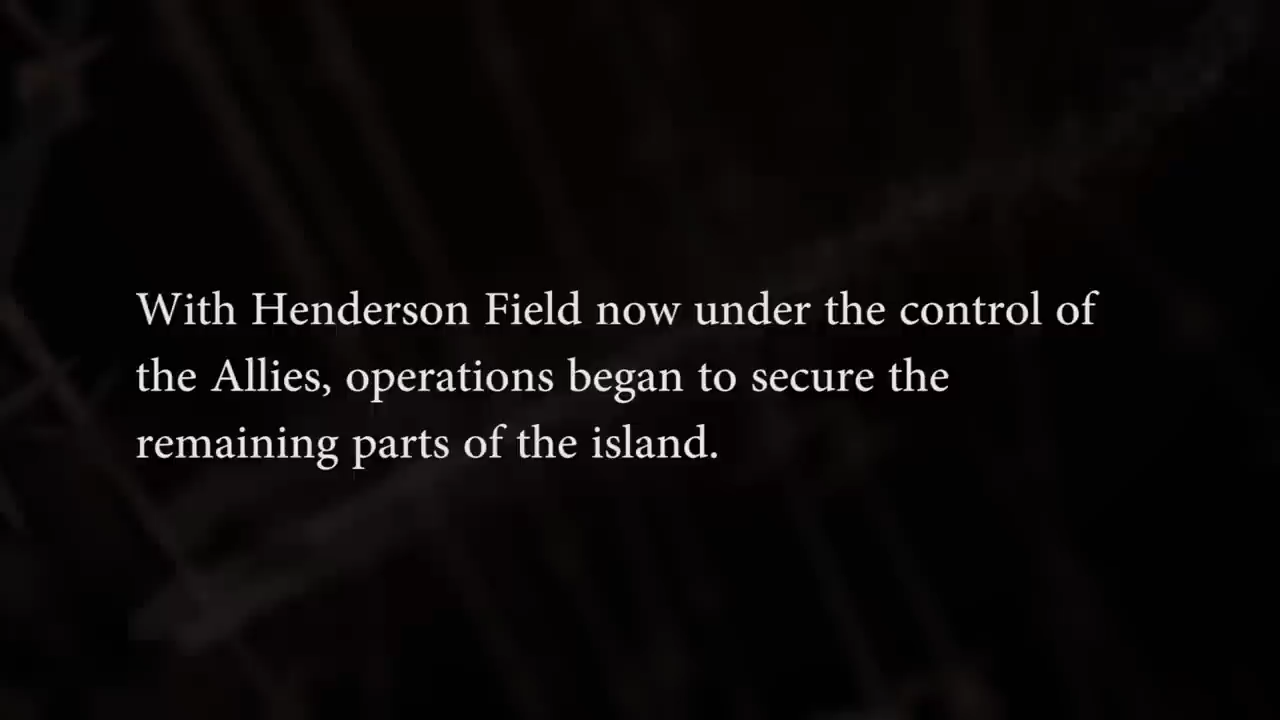 With Henderson Field now under the control of
the Allies, operations began to secure the
remaining parts of the island.